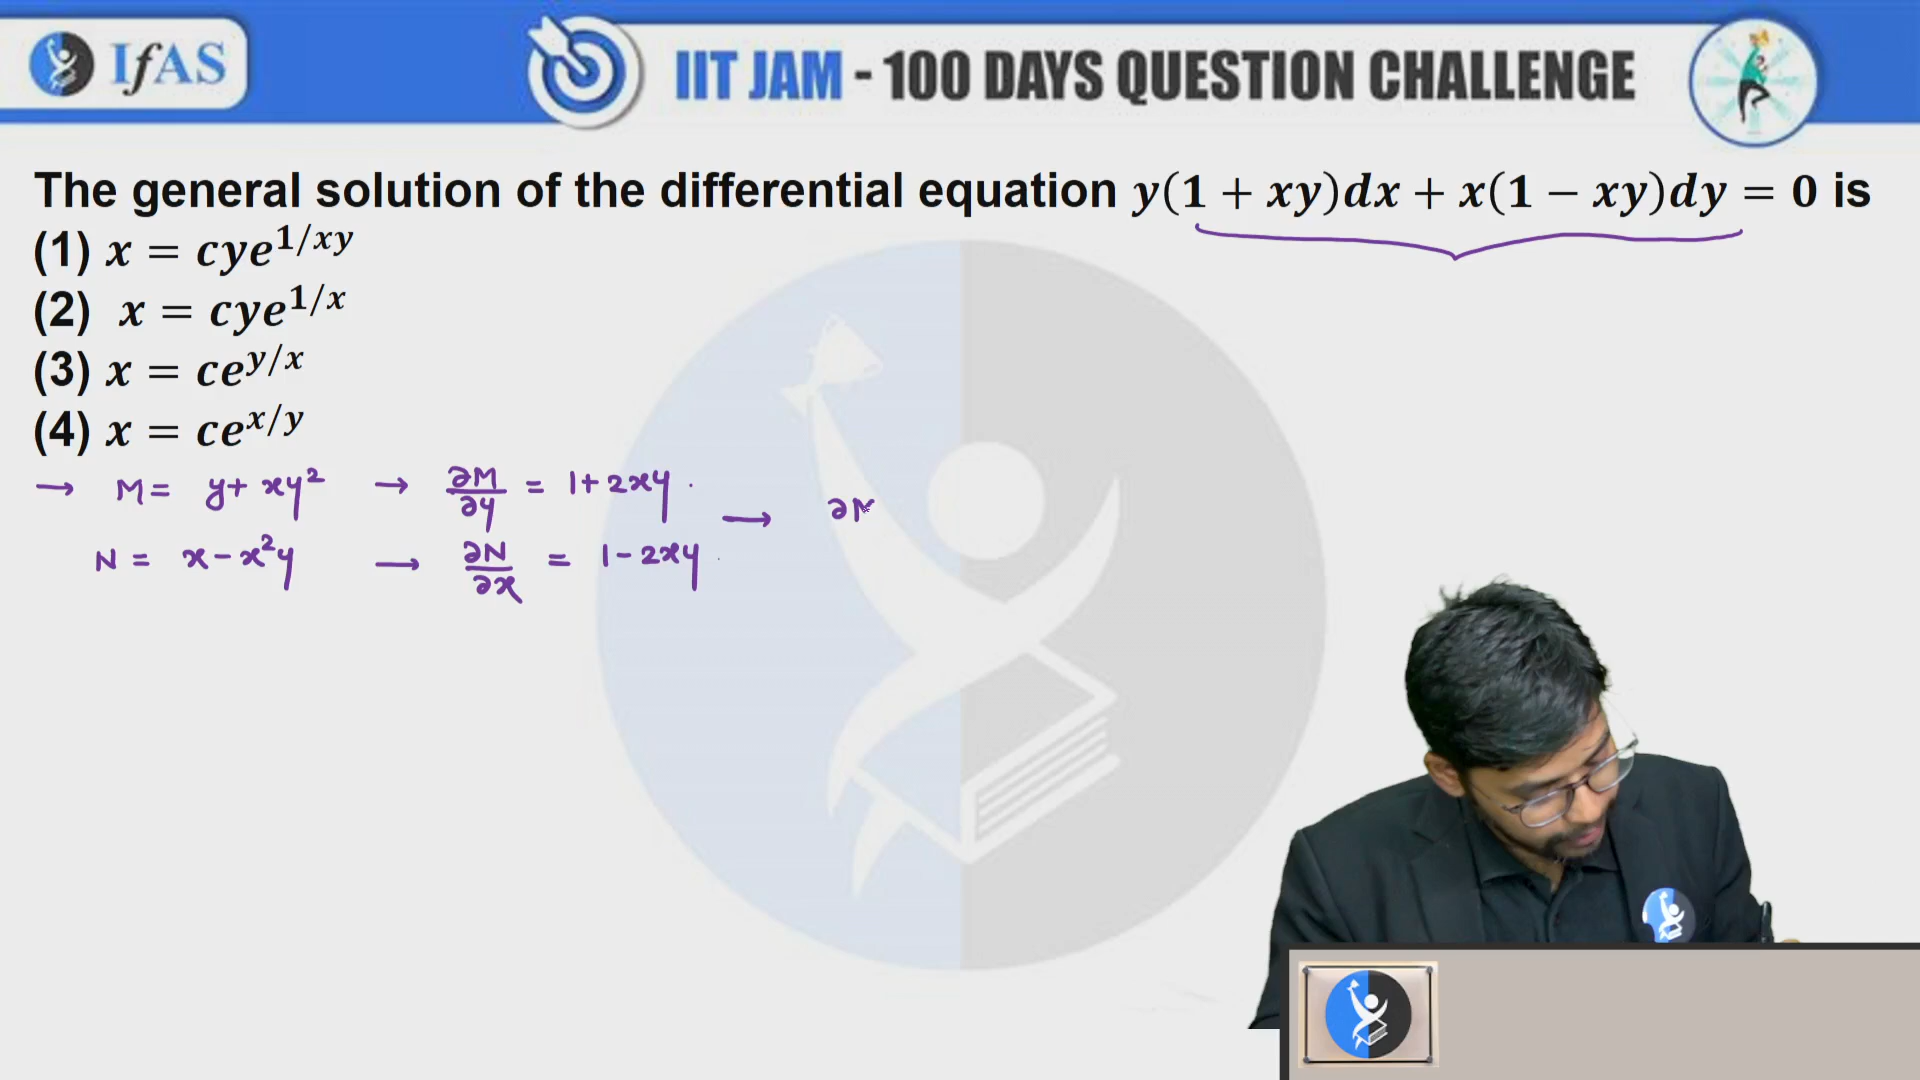 IfAS
IIT JAM - 100 DAYS QUESTION CHALLENGE
The general solution of the differential equation y(1 + xy)dx + x(1 − xy)dy = 0 is
(1) x = cye^{1/xy}
(2) x = cye^{1/x}
(3) x = ce^{y/x}
(4) x = ce^{x/y}
→ M = y + xy² → ∂M/∂y = 1 + 2xy .
→ ∂M
N = x − x²y → ∂N/∂x = 1 − 2xy